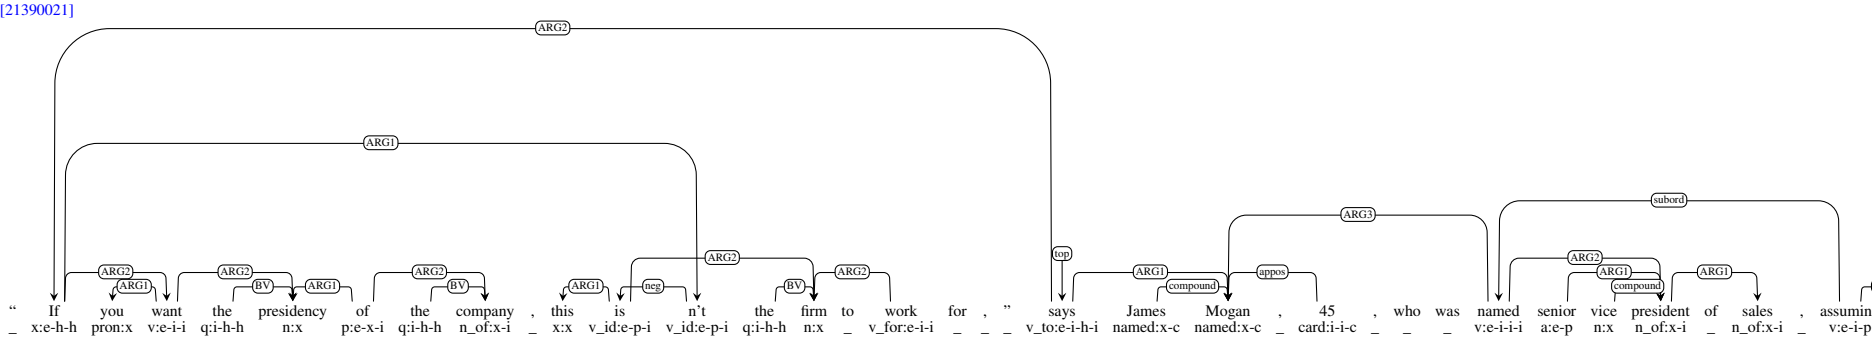 [21390021]
ARG2
ARG1
subord
ARG3
top
ARG2 ARG2
ARG2 ARG2 ARG2 ARG2 ARG1 appos ARG1 ARG1
ARG1 BV ARG1 BV ARG1 neg BV compound compound
“ If you want the presidency of the company , this is n’t the firm to work for , ” says James Mogan , 45 , who was named senior vice president of sales , assumin
_ x:e-h-h pron:x v:e-i-i q:i-h-h n:x p:e-x-i q:i-h-h n_of:x-i _ x:x v_id:e-p-i v_id:e-p-i q:i-h-h n:x _ v_for:e-i-i _ _ _ v_to:e-i-h-i named:x-c named:x-c _ card:i-i-c _ _ _ v:e-i-i-i a:e-p n:x n_of:x-i _ n_of:x-i _ v:e-i-p